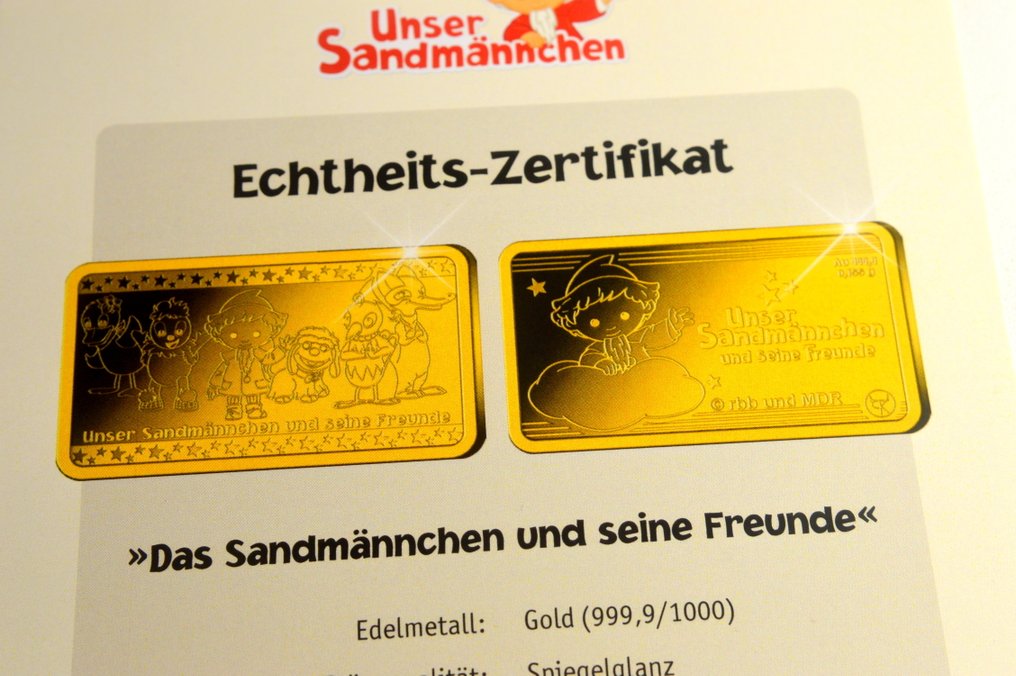 Unser
Sandmännchen
Echtheits-Zertifikat
Unser Sandmännchen und seine Freunde
Unser
Sandmännchen
und seine Freunde
© rbb und MDR
»Das Sandmännchen und seine Freunde«
Edelmetall: Gold (999,9/1000)
Spiegelglanz